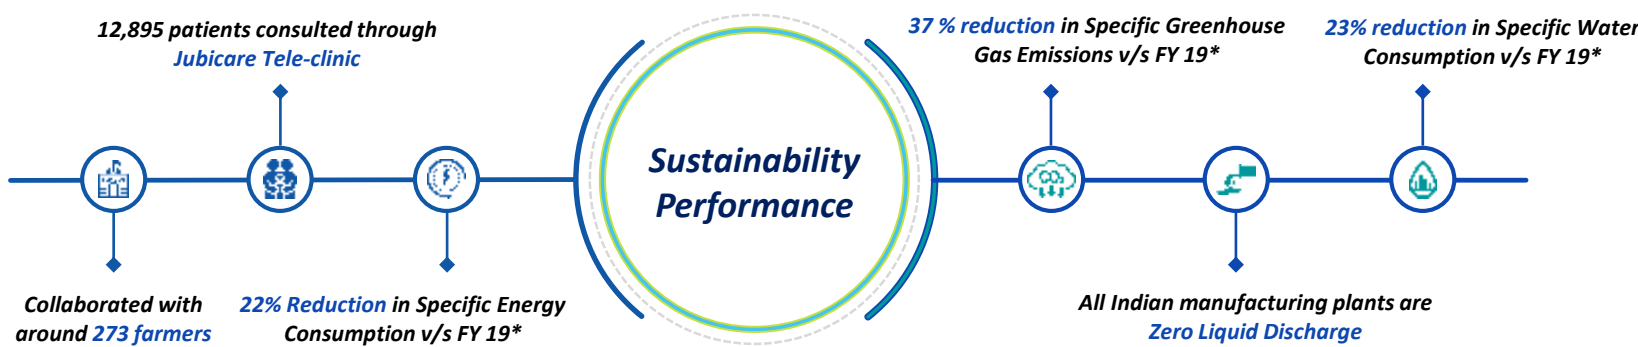 12,895 patients consulted through
Jubicare Tele-clinic
Collaborated with
around 273 farmers
22% Reduction in Specific Energy
Consumption v/s FY 19*
Sustainability
Performance
37 % reduction in Specific Greenhouse
Gas Emissions v/s FY 19*
23% reduction in Specific Water
Consumption v/s FY 19*
CO₂
All Indian manufacturing plants are
Zero Liquid Discharge